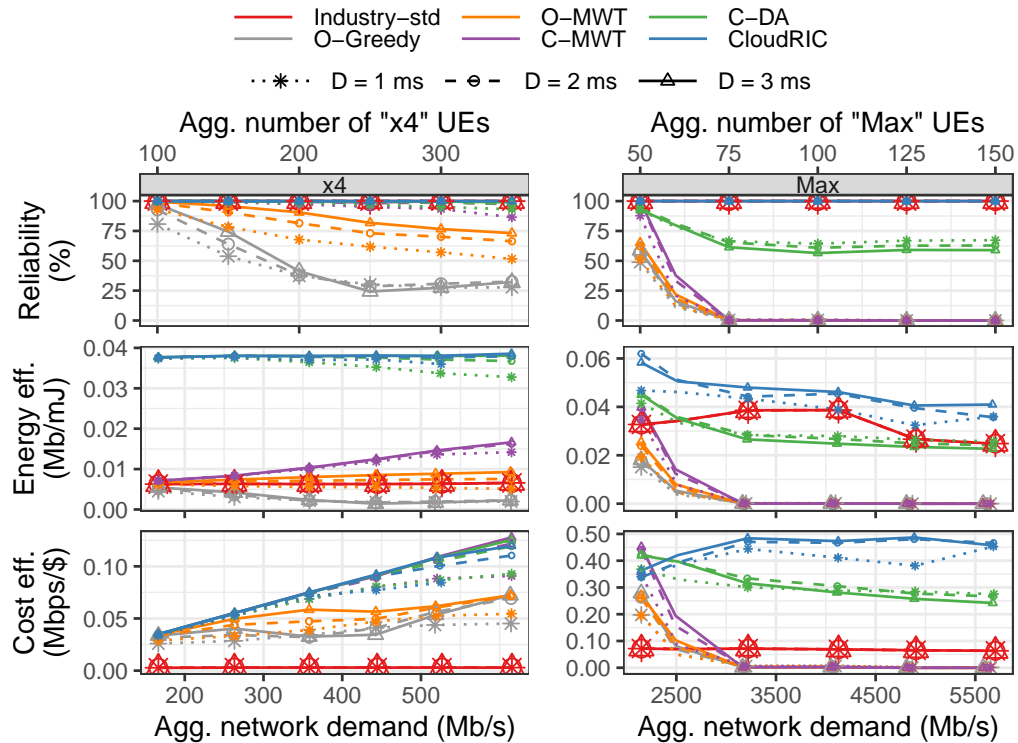 Industry-std O-MWT C-DA
O-Greedy C-MWT CloudRIC
D = 1 ms D = 2 ms D = 3 ms
Agg. number of "x4" UEs Agg. number of "Max" UEs
100 200 300 50 75 100 125 150
x4 Max
Reliability (%)
100 100
75 75
50 50
25 25
0 0
Energy eff. (Mb/mJ)
0.04 0.06
0.03 0.04
0.01 0.02
0.00 0.00
Cost eff. (Mbps/$)
0.10 0.50
0.05 0.40
0.00 0.30
0.20
0.10
0.00
200 300 400 500 2500 3500 4500 5500
Agg. network demand (Mb/s) Agg. network demand (Mb/s)